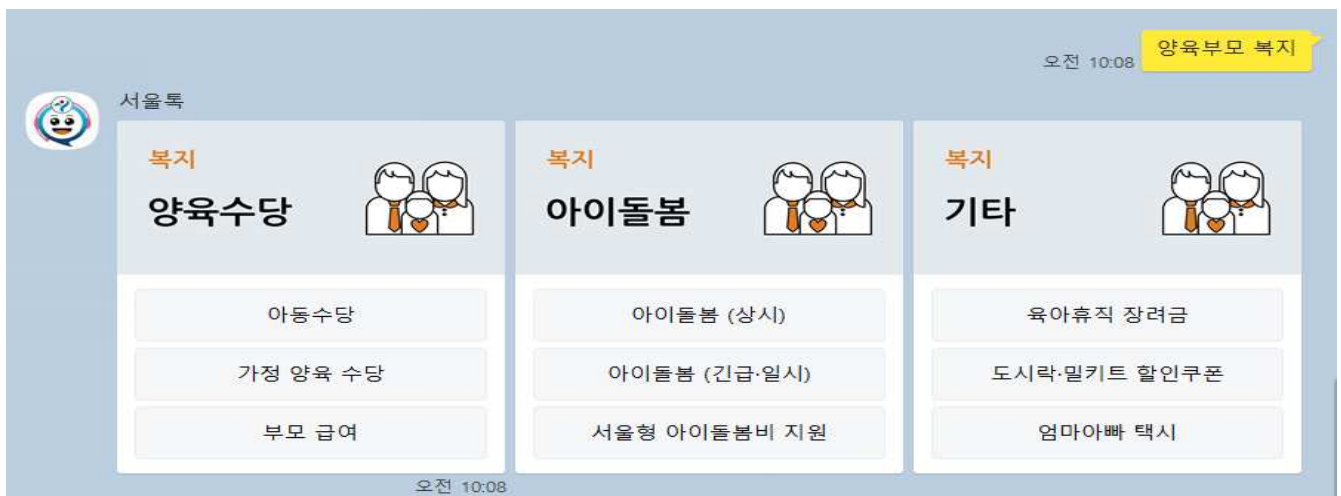 양육부모 복지
오전 10:08
서울톡
복지
양육수당
아동수당
가정 양육 수당
부모 급여
복지
아이돌봄
아이돌봄 (상시)
아이돌봄 (긴급·일시)
서울형 아이돌봄비 지원
복지
기타
육아휴직 장려금
도시락·밀키트 할인쿠폰
엄마아빠 택시
오전 10:08